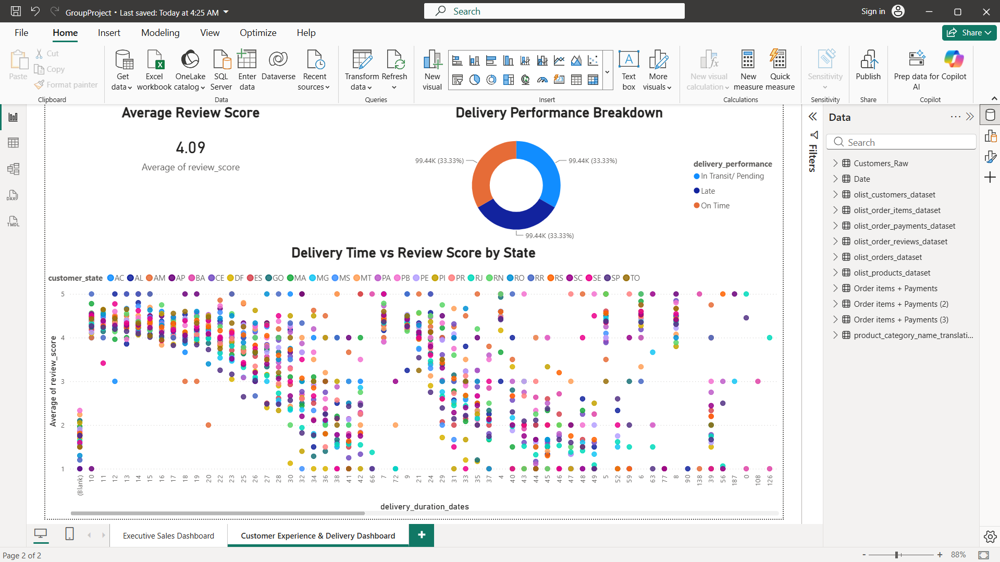 GroupProject • Last saved: Today at 4:25 AM
Search
Sign in
File
Home
Insert
Modeling
View
Optimize
Help
Share
Paste
Cut
Copy
Format painter
Clipboard
Get data
Excel workbook
OneLake catalog
SQL Server
Enter data
Dataverse
Recent sources
Data
Transform data
Refresh
Queries
New visual
Text box
More visuals
Insert
New visual calculation
New measure
Quick measure
Calculations
Sensitivity
Sensitivity
Publish
Share
Prep data for AI
Copilot
Copilot
DAX
TMDL
Average Review Score
4.09
Average of review_score
Delivery Performance Breakdown
99.44K (33.33%)
99.44K (33.33%)
99.44K (33.33%)
delivery_performance
In Transit/ Pending
Late
On Time
Delivery Time vs Review Score by State
customer_state AC AL AM AP BA CE DF ES GO MA MG MS MT PA PB PE PI PR RJ RN RO RR RS SC SE SP TO
5
4
3
2
1
Average of review_score
(Blank) 10 11 12 13 14 15 16 17 18 19 20 22 23 25 26 27 28 30 32 34 36 38 41 42 66 7 72 9 21 24 29 31 33 35 37 4 40 43 44 45 46 47 48 49 5 52 59 6 63 77 8 90 138 39 56 187 0 108 126
delivery_duration_dates
Filters
Data
Search
Customers_Raw
Date
olist_customers_dataset
olist_order_items_dataset
olist_order_payments_dataset
olist_order_reviews_dataset
olist_orders_dataset
olist_products_dataset
Order items + Payments
Order items + Payments (2)
Order items + Payments (3)
product_category_name_translati...
Executive Sales Dashboard
Customer Experience & Delivery Dashboard
+
Page 2 of 2
- + 88%